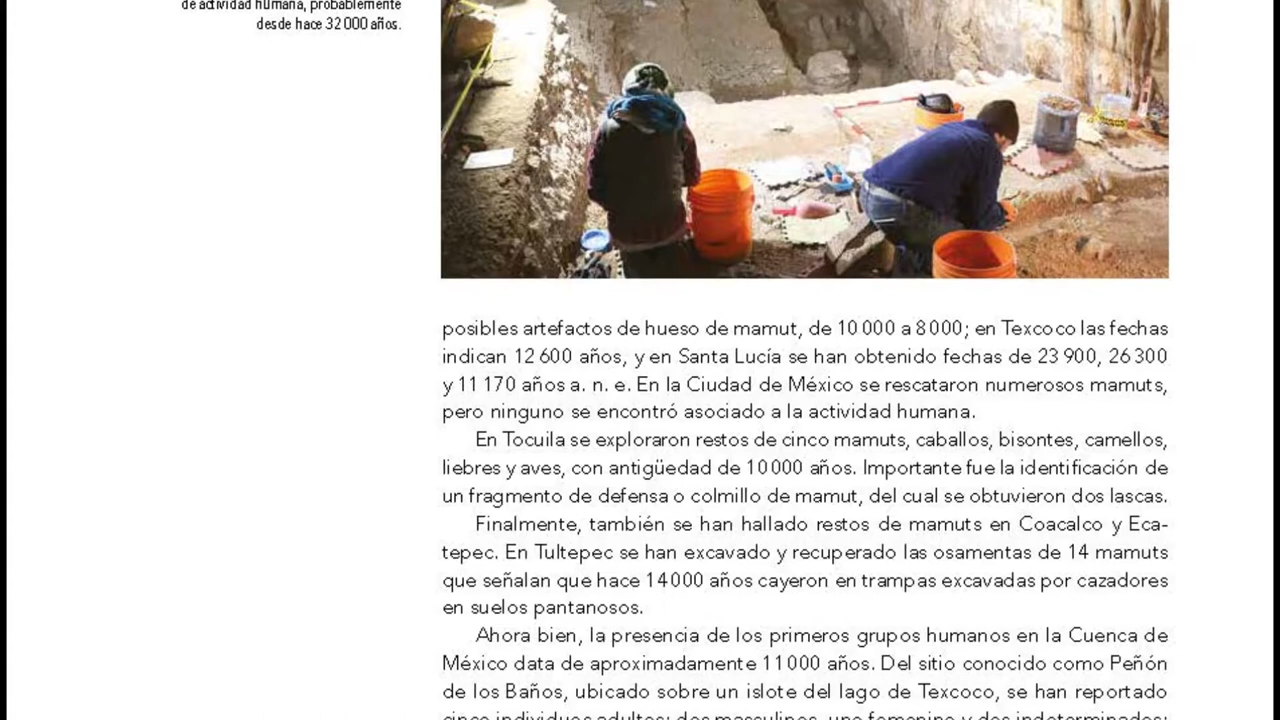 de actividad humana, probablemente
desde hace 32 000 años.
posibles artefactos de hueso de mamut, de 10 000 a 8 000; en Texcoco las fechas
indican 12 600 años, y en Santa Lucía se han obtenido fechas de 23 900, 26 300
y 11 170 años a. n. e. En la Ciudad de México se rescataron numerosos mamuts,
pero ninguno se encontró asociado a la actividad humana.
En Tocuila se exploraron restos de cinco mamuts, caballos, bisontes, camellos,
liebres y aves, con antigüedad de 10 000 años. Importante fue la identificación de
un fragmento de defensa o colmillo de mamut, del cual se obtuvieron dos lascas.
Finalmente, también se han hallado restos de mamuts en Coacalco y Eca-
tepec. En Tultepec se han excavado y recuperado las osamentas de 14 mamuts
que señalan que hace 14 000 años cayeron en trampas excavadas por cazadores
en suelos pantanosos.
Ahora bien, la presencia de los primeros grupos humanos en la Cuenca de
México data de aproximadamente 11 000 años. Del sitio conocido como Peñón
de los Baños, ubicado sobre un islote del lago de Texcoco, se han reportado
cinco individuos adultos: dos masculinos, uno femenino y dos indeterminados;